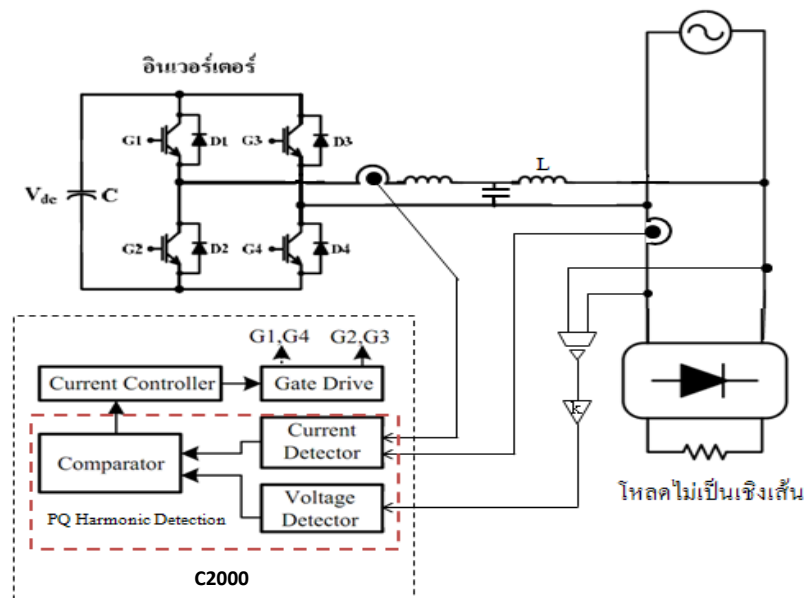 อินเวอร์เตอร์
G1
D1
G3
D3
L
Vdc
C
G2
D2
G4
D4
G1,G4
G2,G3
Current Controller
Gate Drive
k
Comparator
Current
Detector
Voltage
Detector
PQ Harmonic Detection
C2000
โหลดไม่เป็นเชิงเส้น